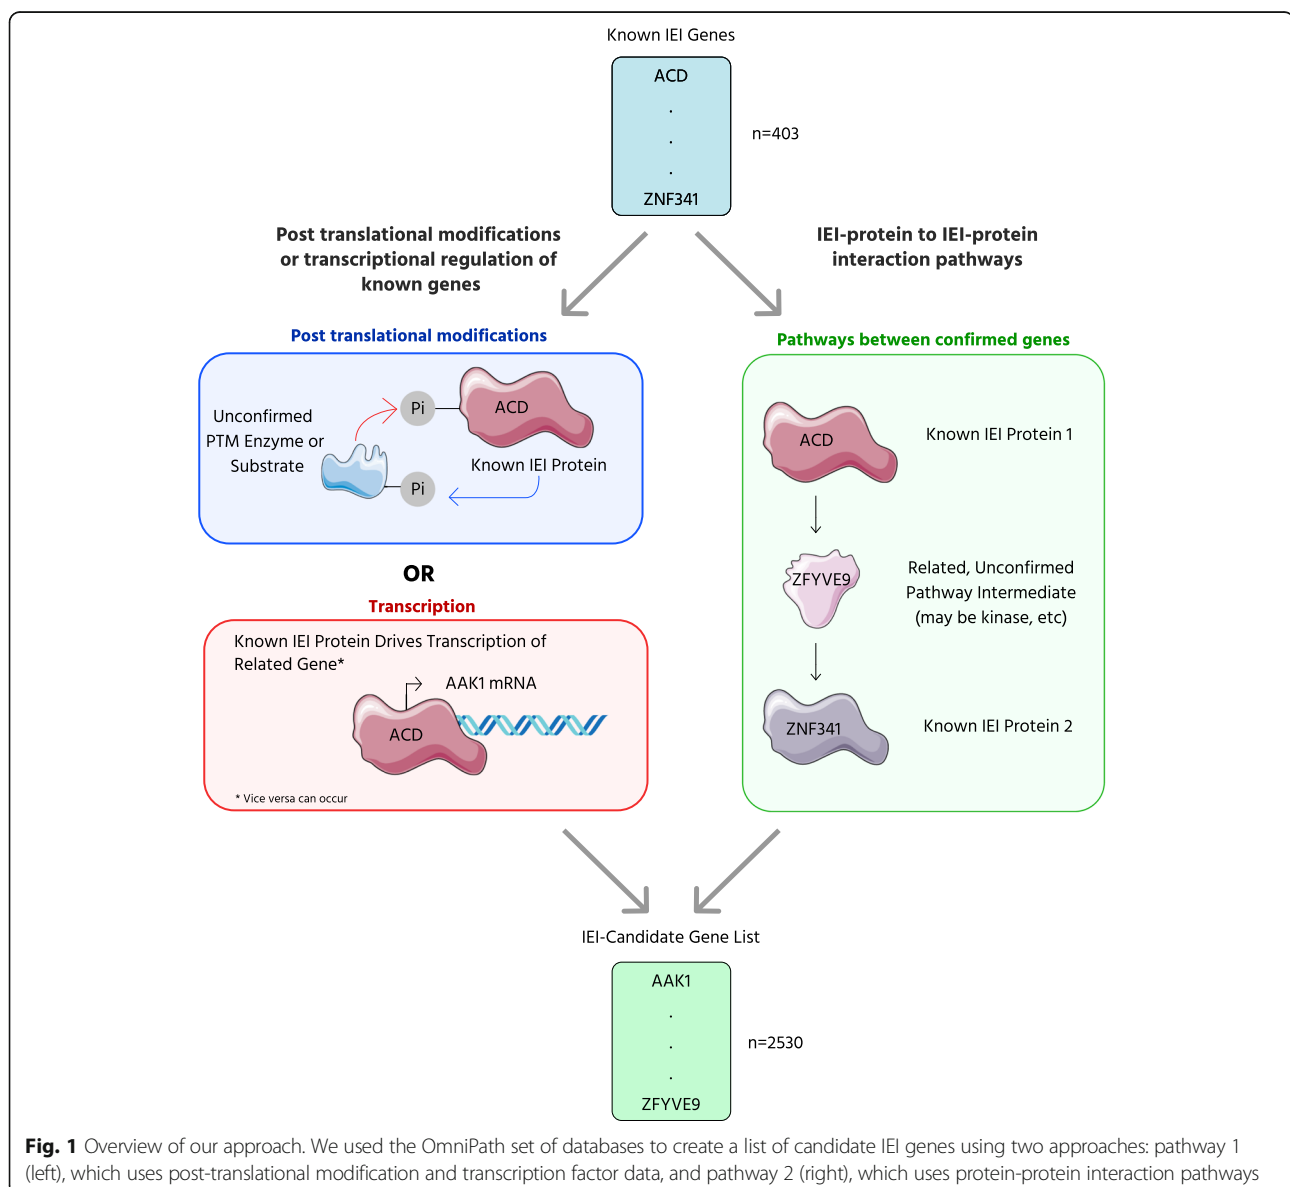 Known IEI Genes
ACD
.
.
.
ZNF341
n=403
Post translational modifications
or transcriptional regulation of
known genes
IEI-protein to IEI-protein
interaction pathways
Post translational modifications
Unconfirmed
PTM Enzyme or
Substrate
Pi
ACD
Known IEI Protein
Pi
OR
Transcription
Known IEI Protein Drives Transcription of
Related Gene*
AAK1 mRNA
ACD
* Vice versa can occur
Pathways between confirmed genes
ACD
Known IEI Protein 1
ZFYVE9
Related, Unconfirmed
Pathway Intermediate
(may be kinase, etc)
ZNF341
Known IEI Protein 2
IEI-Candidate Gene List
AAK1
.
.
.
ZFYVE9
n=2530
Fig. 1 Overview of our approach. We used the OmniPath set of databases to create a list of candidate IEI genes using two approaches: pathway 1
(left), which uses post-translational modification and transcription factor data, and pathway 2 (right), which uses protein-protein interaction pathways